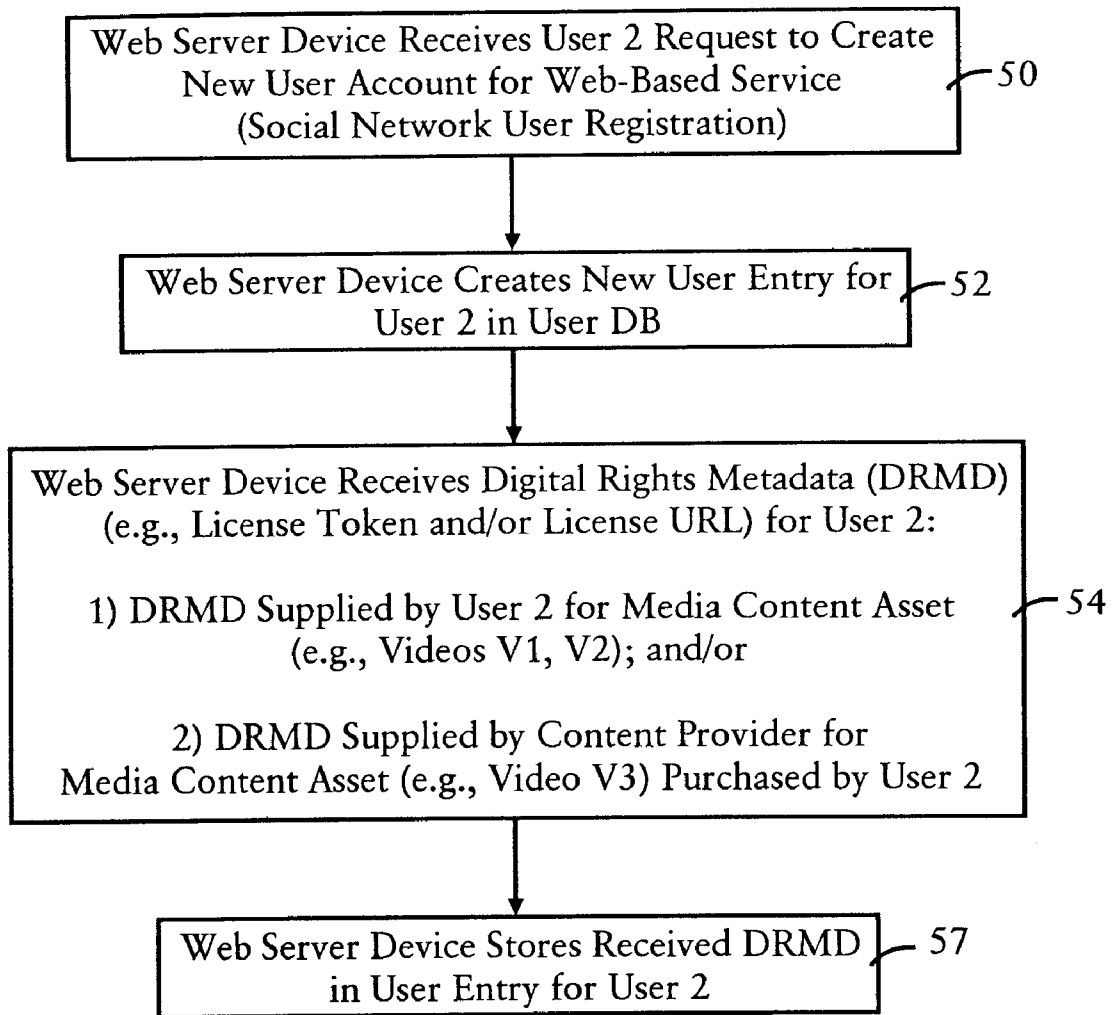 Web Server Device Receives User 2 Request to Create
New User Account for Web-Based Service
(Social Network User Registration)
50
Web Server Device Creates New User Entry for
User 2 in User DB
52
Web Server Device Receives Digital Rights Metadata (DRMD)
(e.g., License Token and/or License URL) for User 2:
1) DRMD Supplied by User 2 for Media Content Asset
(e.g., Videos V1, V2); and/or
2) DRMD Supplied by Content Provider for
Media Content Asset (e.g., Video V3) Purchased by User 2
54
Web Server Device Stores Received DRMD
in User Entry for User 2
57